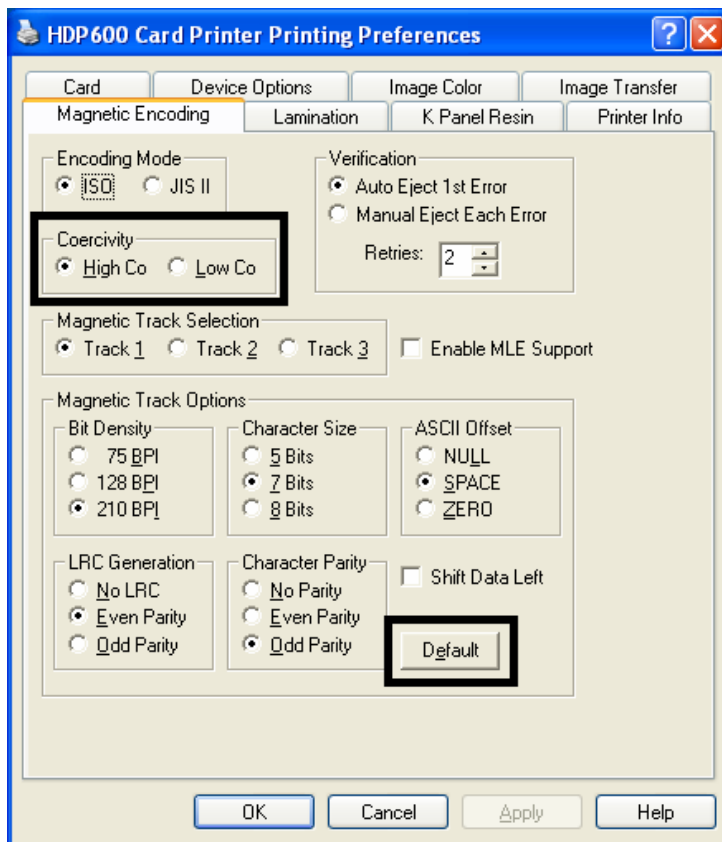 HDP600 Card Printer Printing Preferences
Card Device Options Image Color Image Transfer
Magnetic Encoding Lamination K Panel Resin Printer Info
Encoding Mode
ISO JIS II
Verification
Auto Eject 1st Error
Manual Eject Each Error
Retries: 2
Coercivity
High Co Low Co
Magnetic Track Selection
Track 1 Track 2 Track 3
Enable MLE Support
Magnetic Track Options
Bit Density
75 BPI
128 BPI
210 BPI
Character Size
5 Bits
7 Bits
8 Bits
ASCII Offset
NULL
SPACE
ZERO
LRC Generation
No LRC
Even Parity
Odd Parity
Character Parity
No Parity
Even Parity
Odd Parity
Shift Data Left
Default
OK Cancel Apply Help